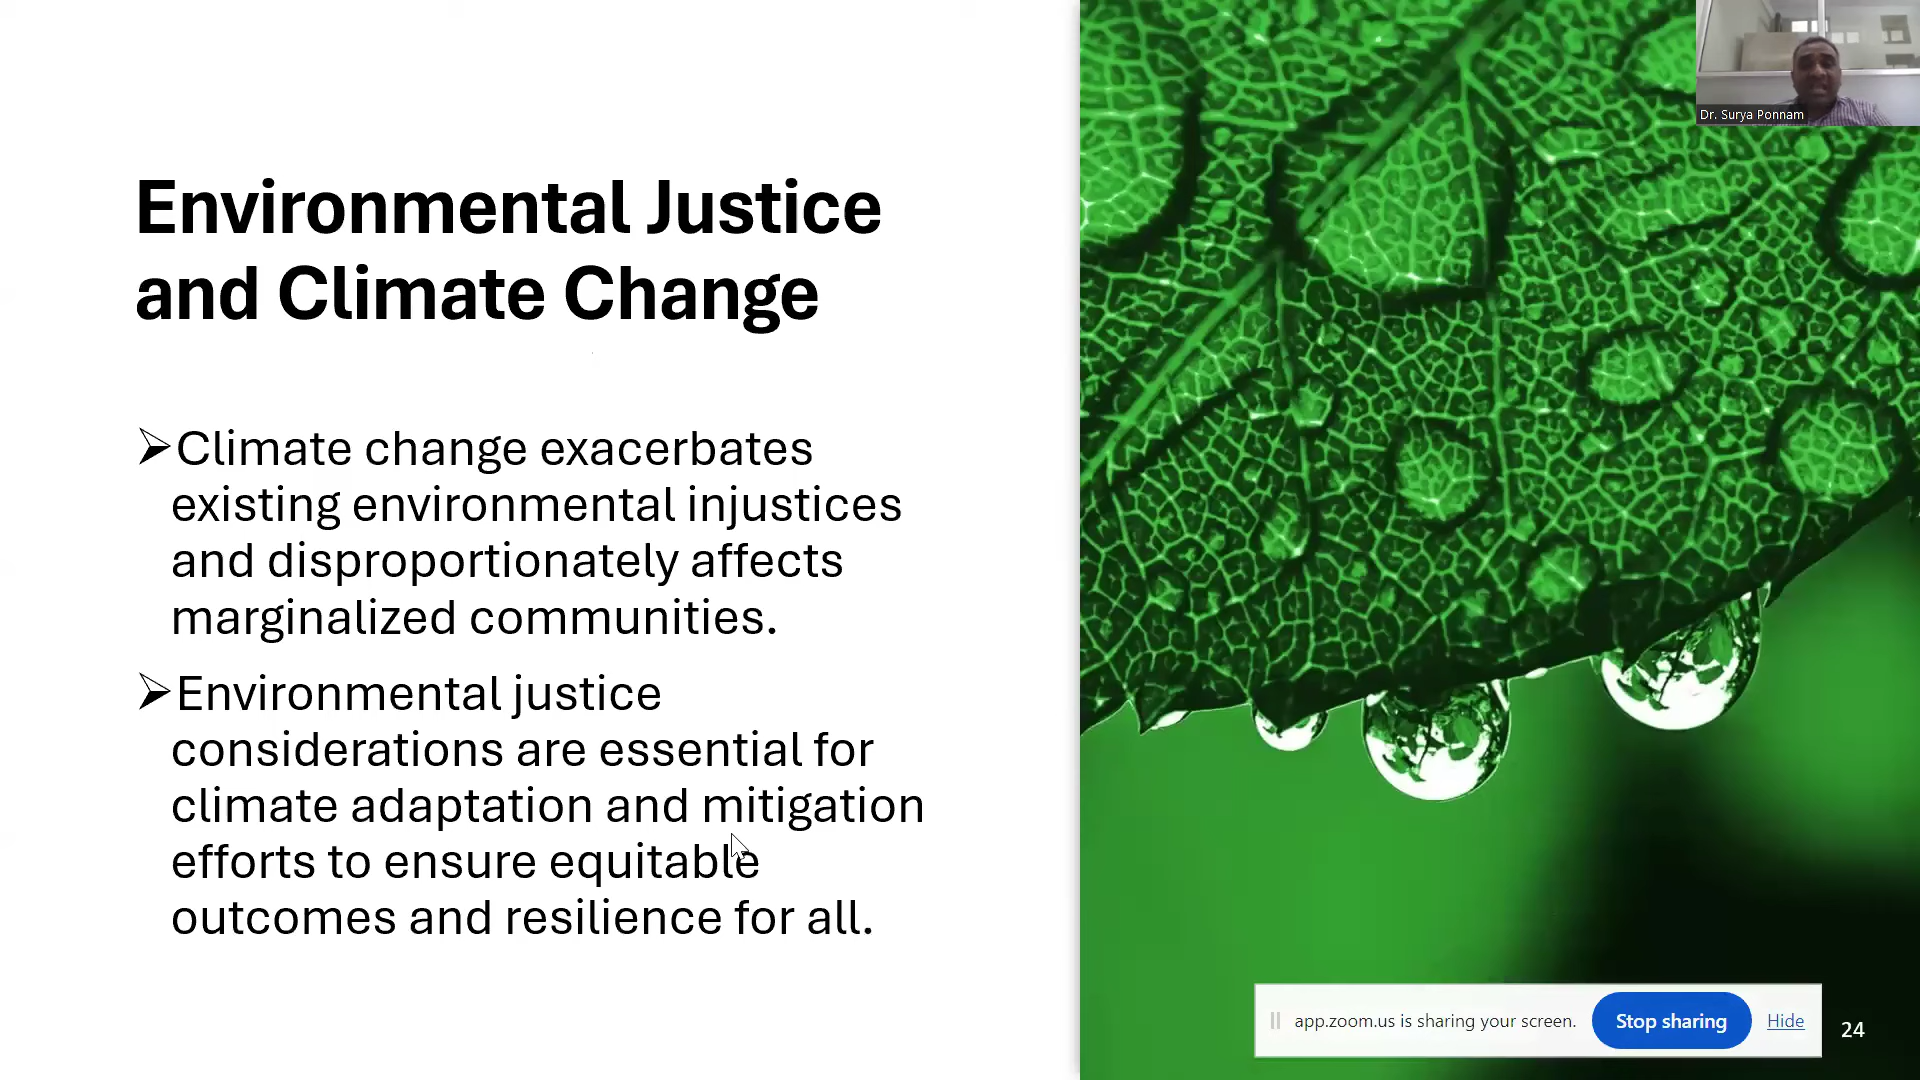 Dr. Surya Ponnam
Environmental Justice
and Climate Change
➢Climate change exacerbates
existing environmental injustices
and disproportionately affects
marginalized communities.
➢Environmental justice
considerations are essential for
climate adaptation and mitigation
efforts to ensure equitable
outcomes and resilience for all.
app.zoom.us is sharing your screen. Stop sharing Hide
24